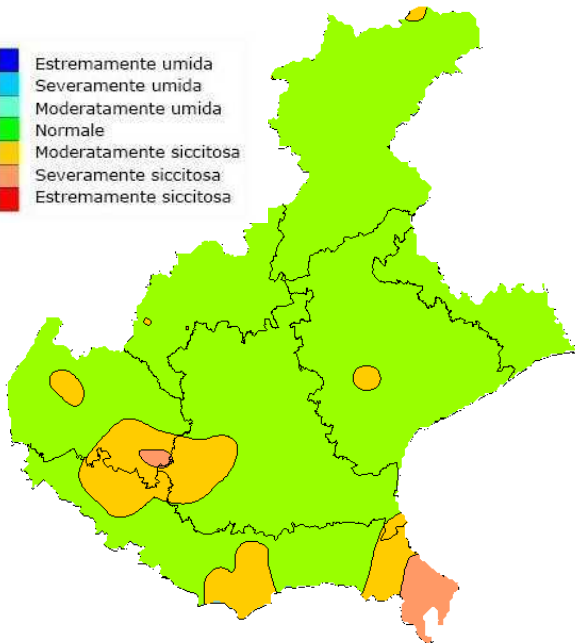 Estremamente umida
Severamente umida
Moderatamente umida
Normale
Moderatamente siccitosa
Severamente siccitosa
Estremamente siccitosa